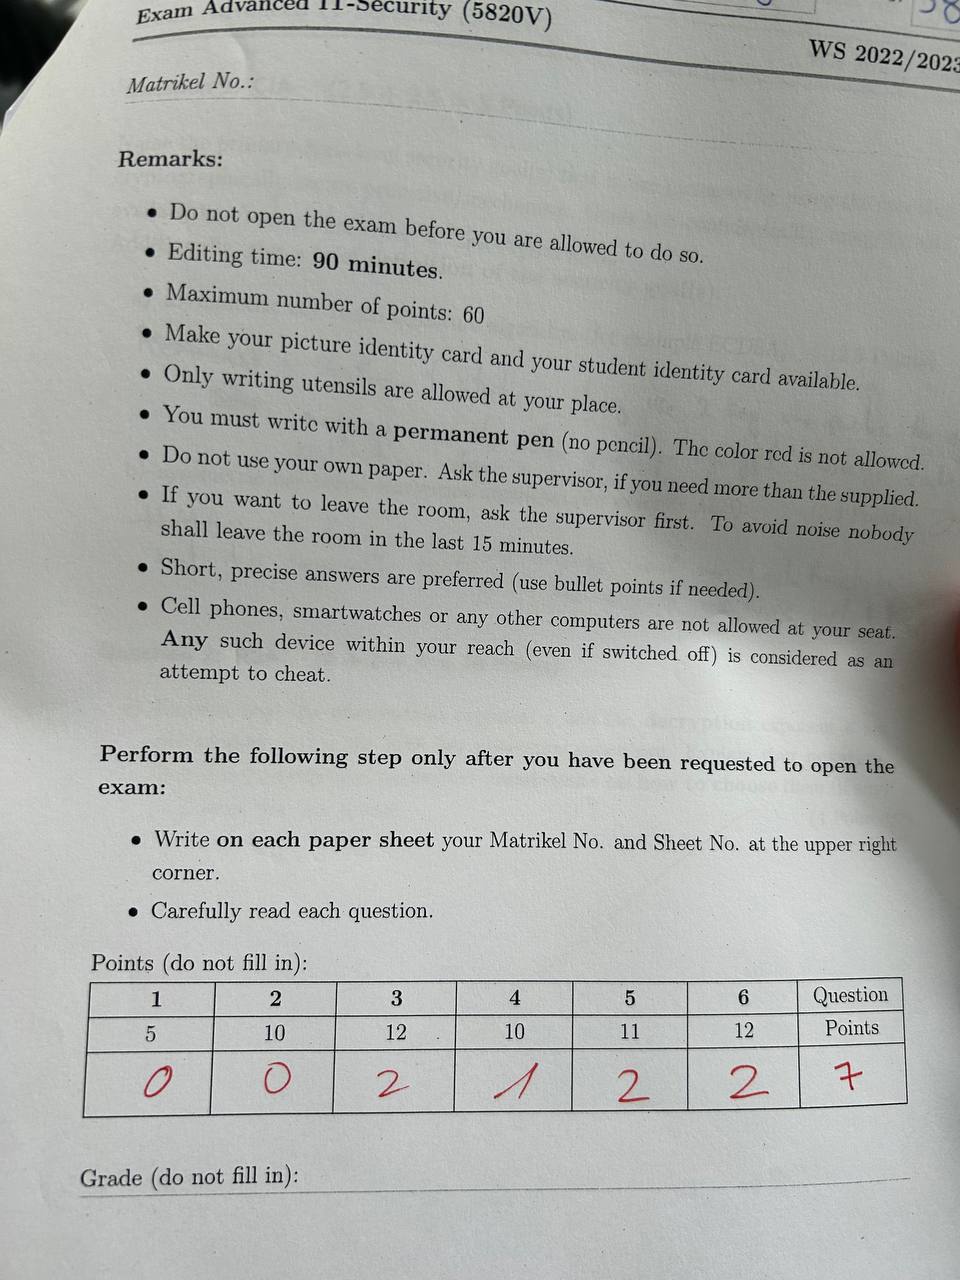 Exam Advanced IT-Security (5820V)
WS 2022/2023
Matrikel No.:
Remarks:
• Do not open the exam before you are allowed to do so.
• Editing time: 90 minutes.
• Maximum number of points: 60
• Make your picture identity card and your student identity card available.
• Only writing utensils are allowed at your place.
• You must write with a permanent pen (no pencil). The color red is not allowed.
• Do not use your own paper. Ask the supervisor, if you need more than the supplied.
• If you want to leave the room, ask the supervisor first. To avoid noise nobody
shall leave the room in the last 15 minutes.
• Short, precise answers are preferred (use bullet points if needed).
• Cell phones, smartwatches or any other computers are not allowed at your seat.
Any such device within your reach (even if switched off) is considered as an
attempt to cheat.
Perform the following step only after you have been requested to open the
exam:
• Write on each paper sheet your Matrikel No. and Sheet No. at the upper right
corner.
• Carefully read each question.
Points (do not fill in):
1 2 3 4 5 6 Question
5 10 12 10 11 12 Points
0 0 2 1 2 2 7
Grade (do not fill in):